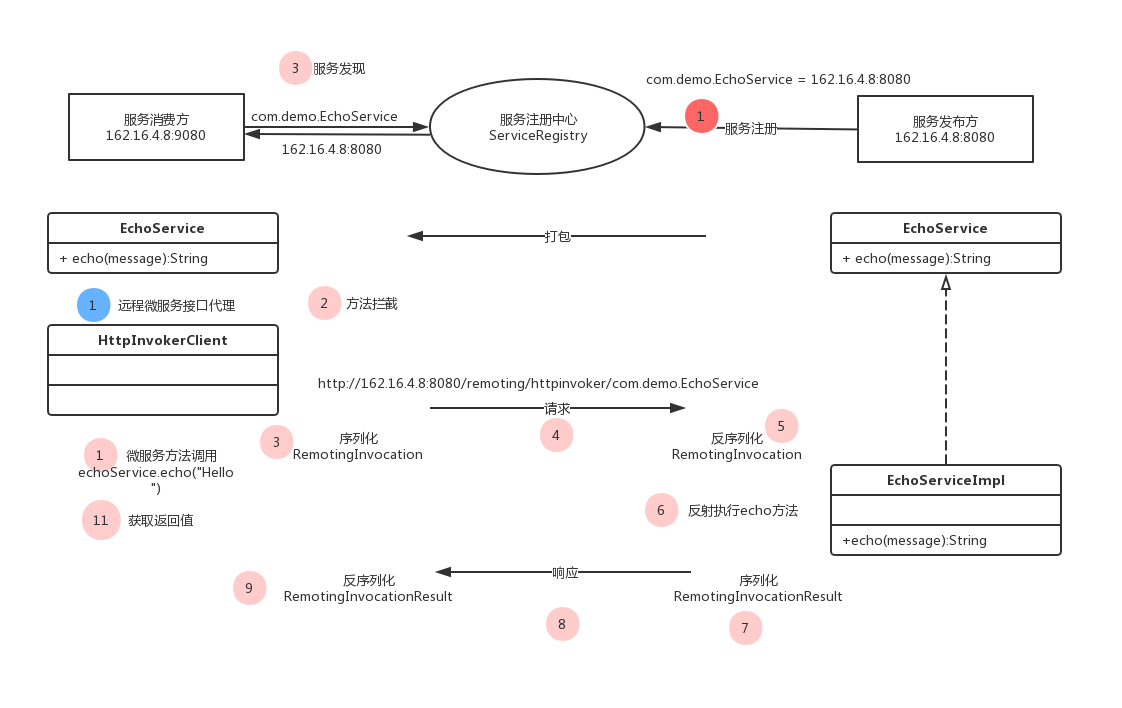 3 服务发现
com.demo.EchoService = 162.16.4.8:8080
服务消费方
162.16.4.8:9080
com.demo.EchoService
162.16.4.8:8080
服务注册中心
ServiceRegistry
1
服务注册
服务发布方
162.16.4.8:8080
EchoService
+ echo(message):String
打包
EchoService
+ echo(message):String
1 远程微服务接口代理
2 方法拦截
HttpInvokerClient
http://162.16.4.8:8080/remoting/httpinvoker/com.demo.EchoService
请求
4
3 序列化
RemotingInvocation
5
反序列化
RemotingInvocation
1 微服务方法调用
echoService.echo("Hello
")
11 获取返回值
6 反射执行echo方法
EchoServiceImpl
+echo(message):String
响应
8
9 反序列化
RemotingInvocationResult
序列化
RemotingInvocationResult
7